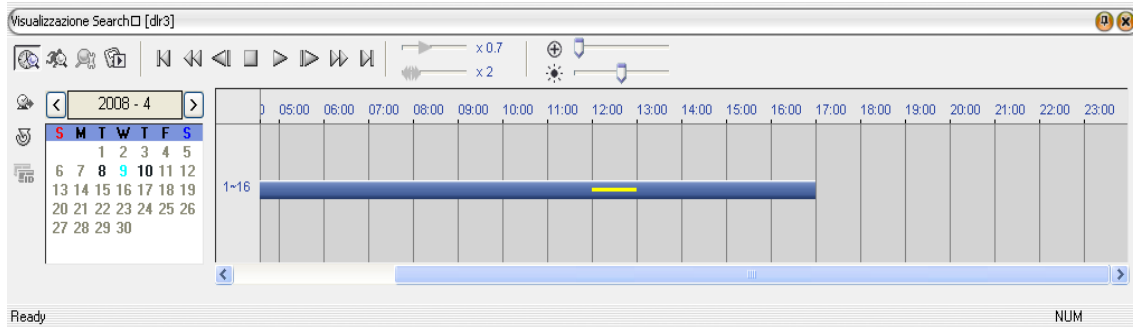 Visualizzazione Search□ [dlr3]
x 0.7
x 2
2008 - 4
S M T W T F S
1 2 3 4 5
6 7 8 9 10 11 12
13 14 15 16 17 18 19
20 21 22 23 24 25 26
27 28 29 30
05:00 06:00 07:00 08:00 09:00 10:00 11:00 12:00 13:00 14:00 15:00 16:00 17:00 18:00 19:00 20:00 21:00 22:00 23:00
1~16
Ready
NUM